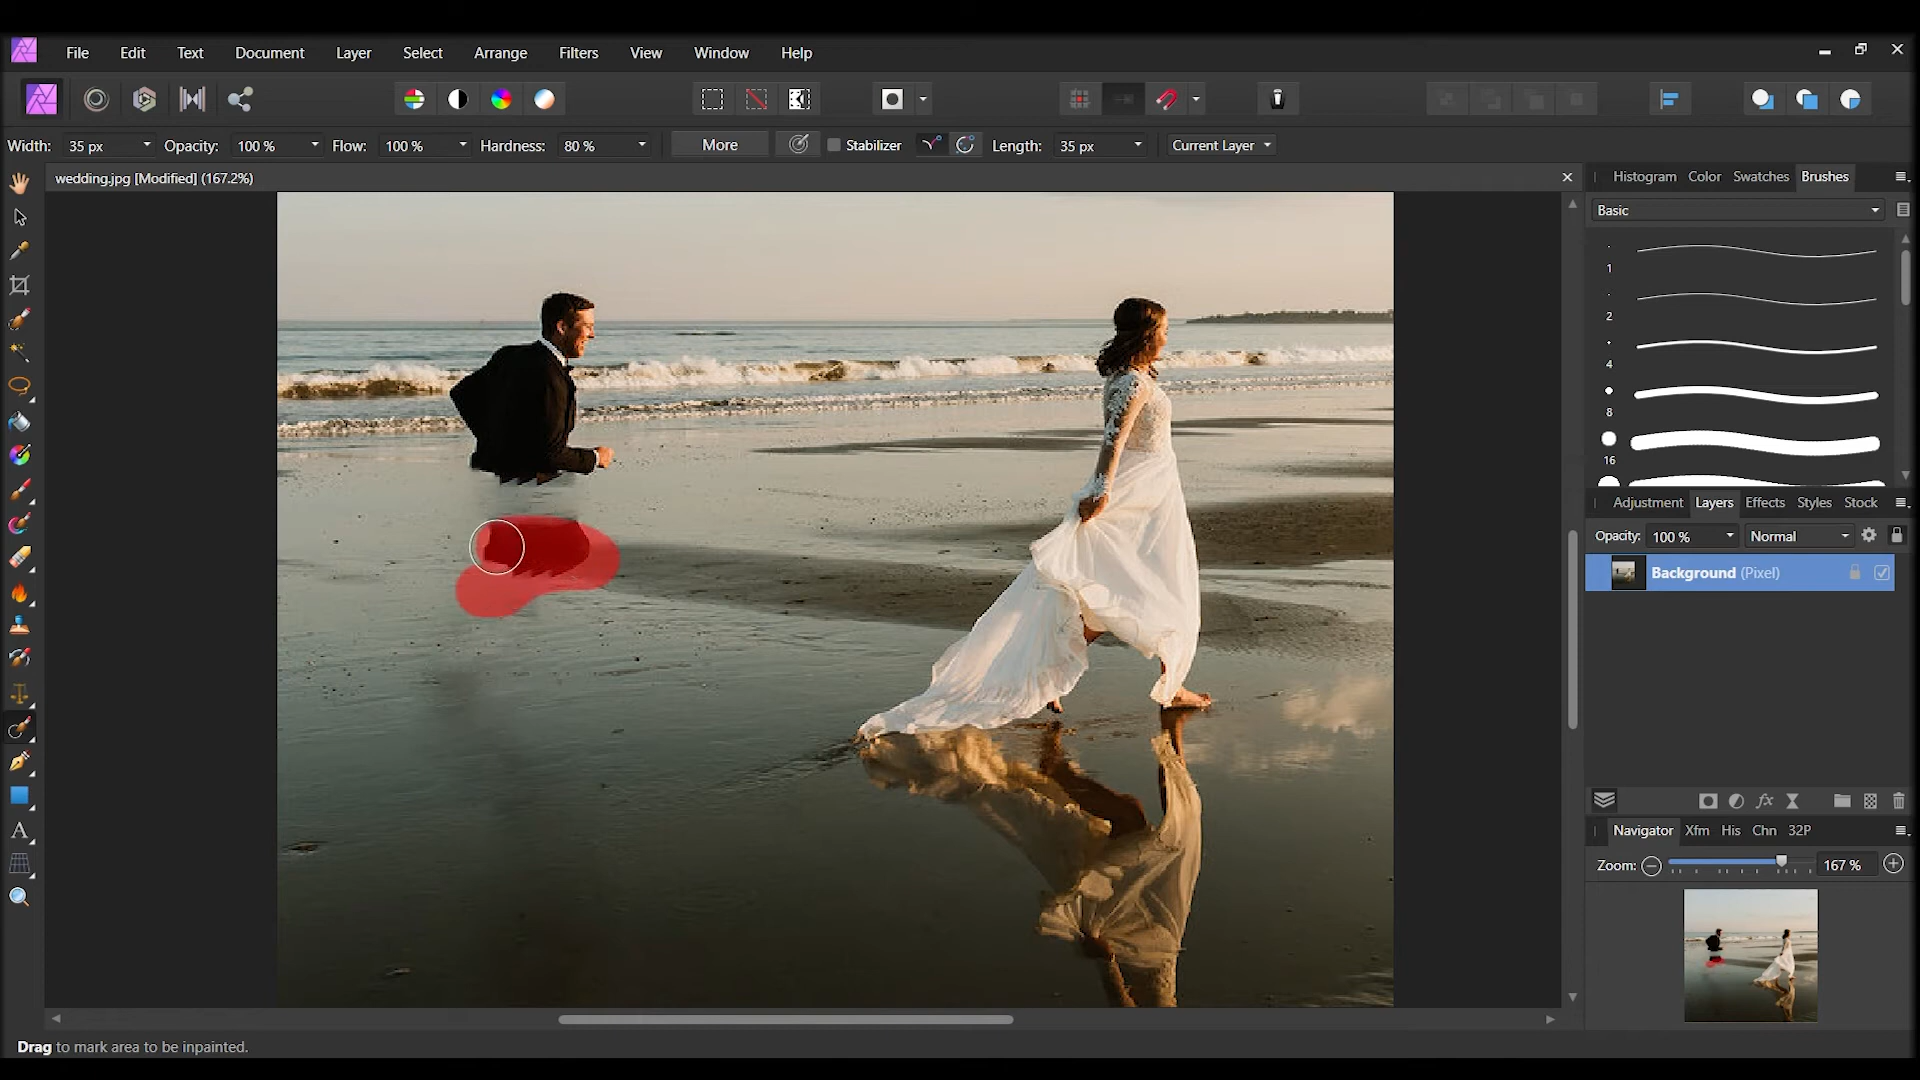 File Edit Text Document Layer Select Arrange Filters View Window Help
Width: 35 px Opacity: 100 % Flow: 100 % Hardness: 80 % More Stabilizer Length: 35 px Current Layer
wedding.jpg [Modified] (167.2%)
Histogram Color Swatches Brushes
Basic
1
2
4
8
16
Adjustment Layers Effects Styles Stock
Opacity: 100 % Normal
Background (Pixel)
Navigator Xfm His Chn 32P
Zoom: 167 %
Drag to mark area to be inpainted.